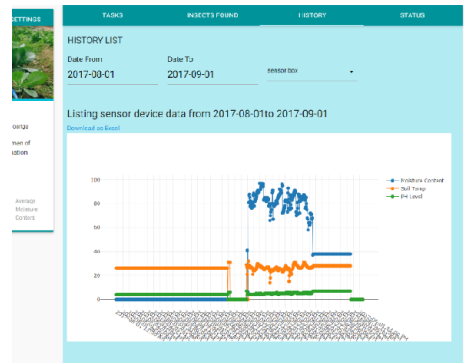 SETTINGS
TASKS
INSECTS FOUND
HISTORY
STATUS
HISTORY LIST
Date From
Date To
2017-08-01
2017-09-01
sensor box
Listing sensor device data from 2017-08-01to 2017-09-01
Download as Excel
Average
Moisture
Content
100
80
60
40
20
0
Moisture Content
Soil Temp
PH Level